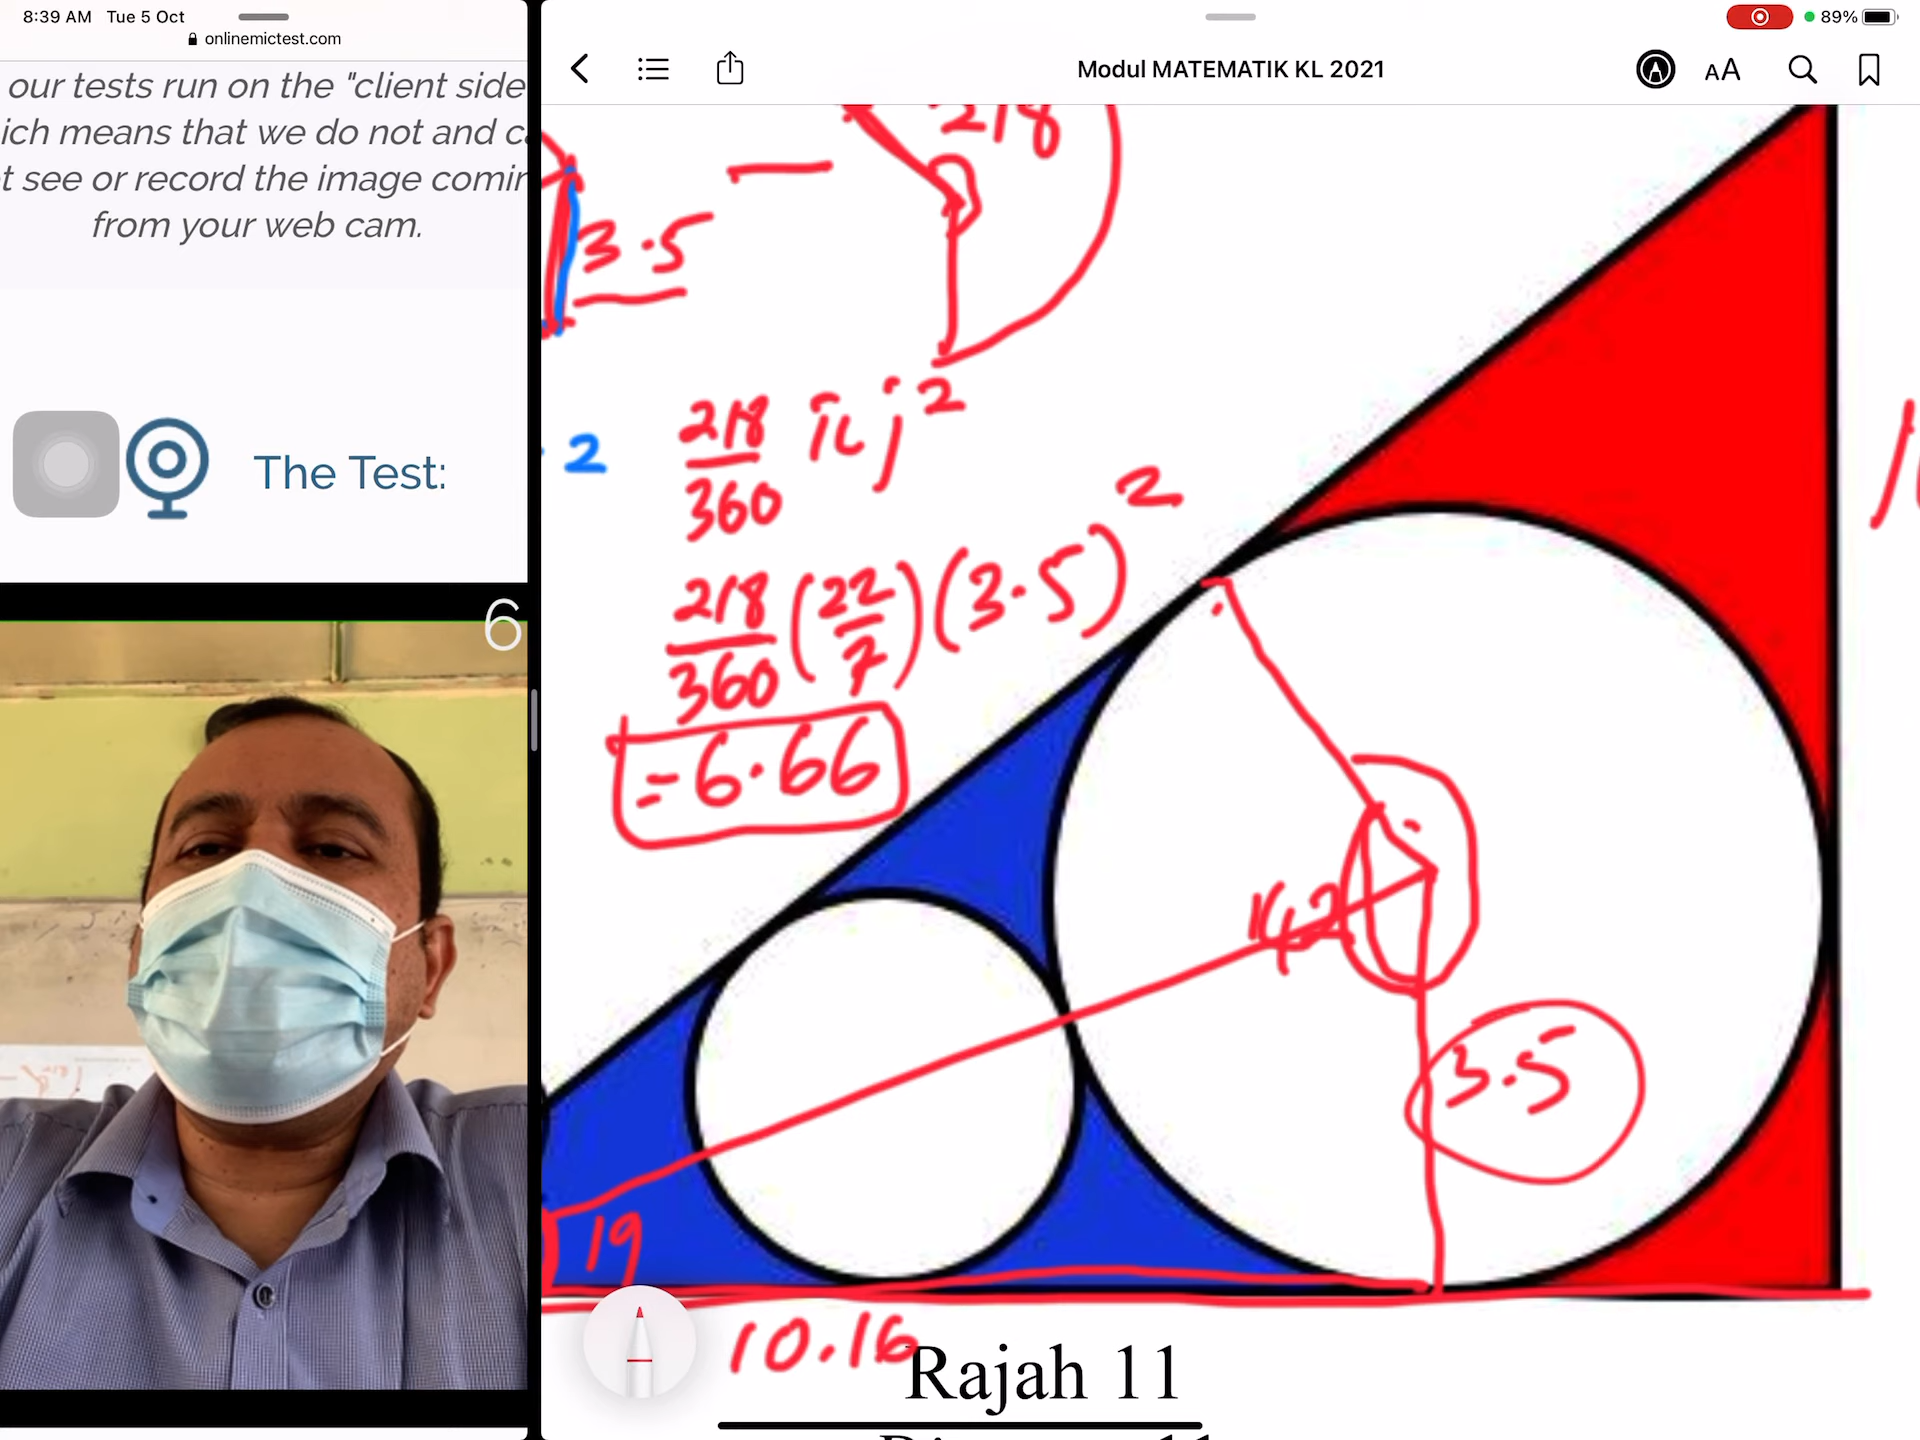 8:39 AM Tue 5 Oct
onlinemictest.com
our tests run on the "client side
ich means that we do not and c
t see or record the image comin
from your web cam.
The Test:
6
89%
Modul MATEMATIK KL 2021
AA
218
3.5
2
218
360
πj²
218
360
(22
7)
(3.5)²
=6.66
142
3.5
19
10.16
Rajah 11